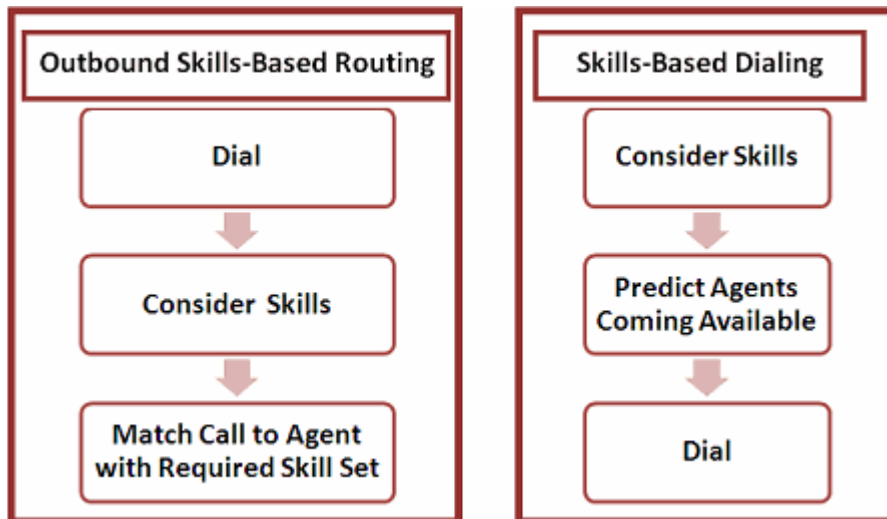 Outbound Skills-Based Routing
Dial
Consider Skills
Match Call to Agent
with Required Skill Set
Skills-Based Dialing
Consider Skills
Predict Agents
Coming Available
Dial